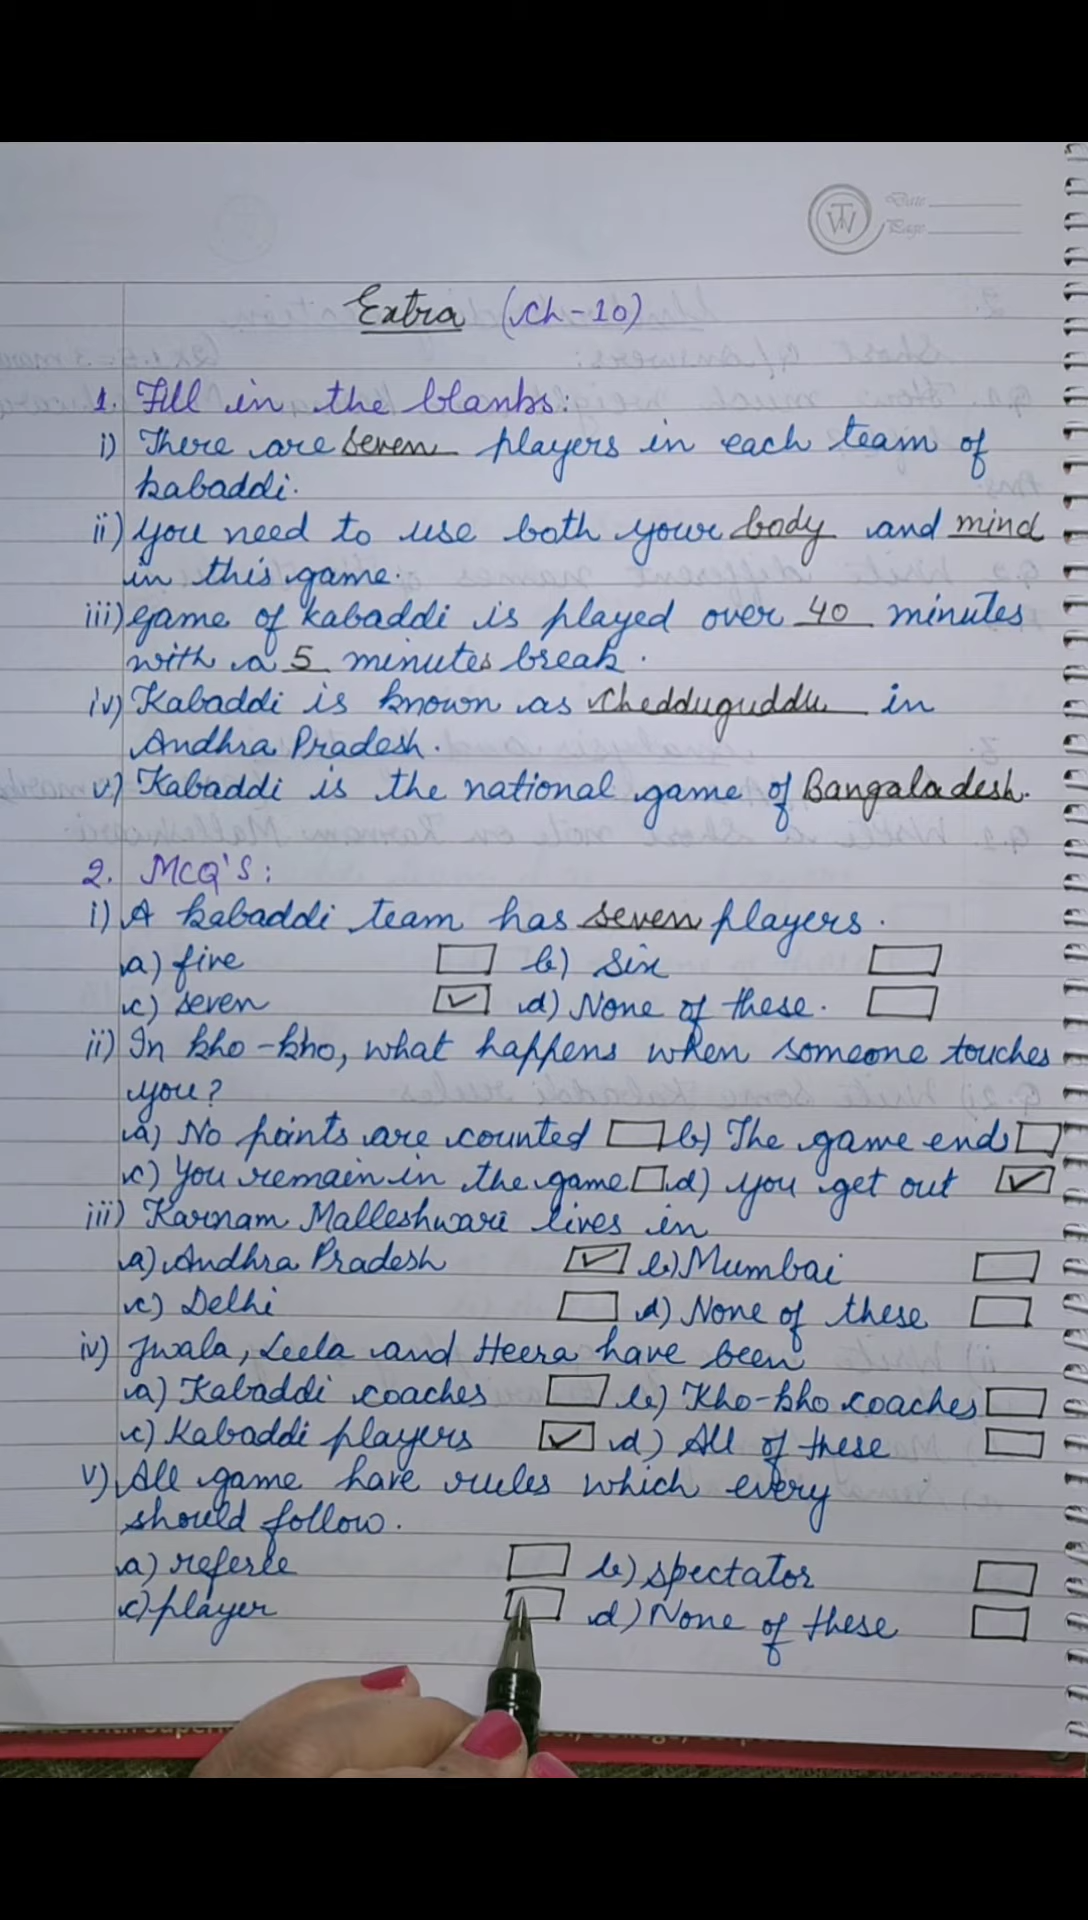 Date
Page
Extra (Ch-10)
1. Fill in the blanks:
i) There are seven players in each team of
kabaddi.
ii) you need to use both your body and mind
in this game.
iii) game of kabaddi is played over 40 minutes
with a 5 minutes break.
iv) Kabaddi is known as Chedduguddu in
Andhra Pradesh.
v) Kabaddi is the national game of Bangaladesh.
2. MCQ'S:
i) A kabaddi team has seven players.
a) five b) Six
c) seven ✓ d) None of these.
ii) In kho-kho, what happens when someone touches
you?
a) No points are counted b) The game ends
c) You remain in the game d) you get out ✓
iii) Karnam Malleshwari lives in
a) Andhra Pradesh ✓ b) Mumbai
c) Delhi d) None of these
iv) Jwala, Leela and Heera have been
a) Kabaddi coaches b) Kho-kho coaches
c) Kabaddi players ✓ d) All of these
v) All game have rules which every
should follow.
a) referee b) spectator
c) player d) None of these